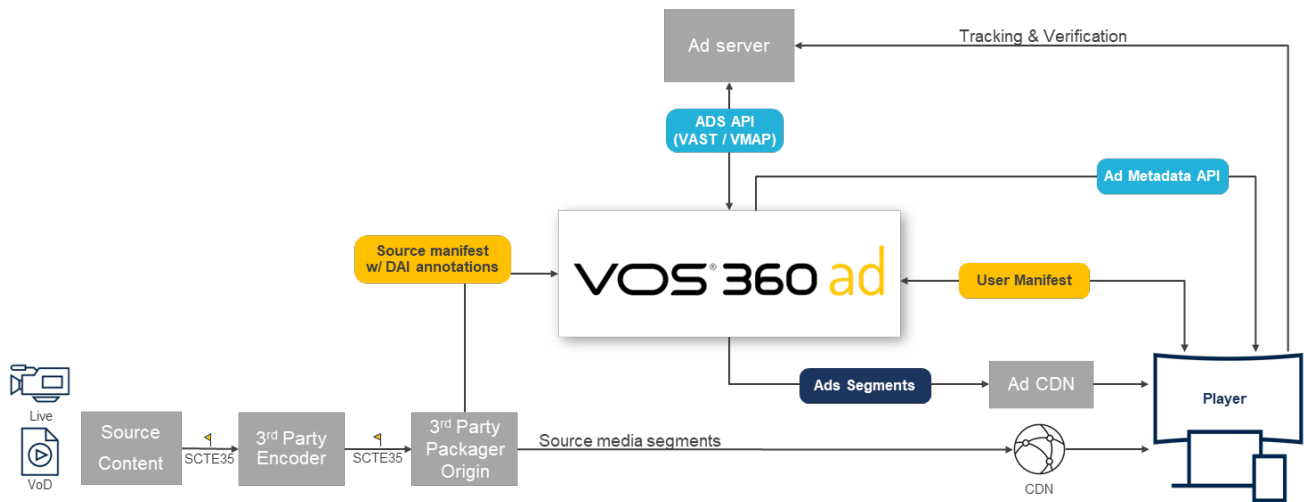 Ad server
Tracking & Verification
ADS API
(VAST / VMAP)
Ad Metadata API
Source manifest
w/ DAI annotations
VOS® 360 ad
User Manifest
Ads Segments
Ad CDN
Player
Live
VoD
Source
Content
SCTE35
3rd Party
Encoder
SCTE35
3rd Party
Packager
Origin
Source media segments
CDN